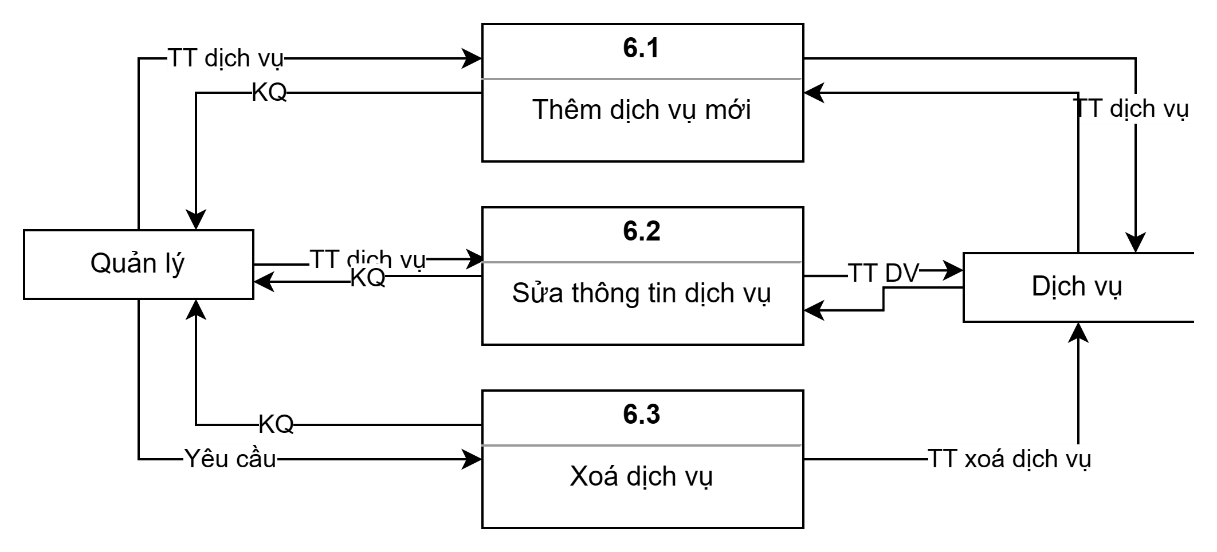 6.1
TT dịch vụ
KQ
Thêm dịch vụ mới
TT dịch vụ
6.2
Quản lý
TT dịch vụ
KQ
Sửa thông tin dịch vụ
TT DV
Dịch vụ
6.3
KQ
Yêu cầu
Xoá dịch vụ
TT xoá dịch vụ